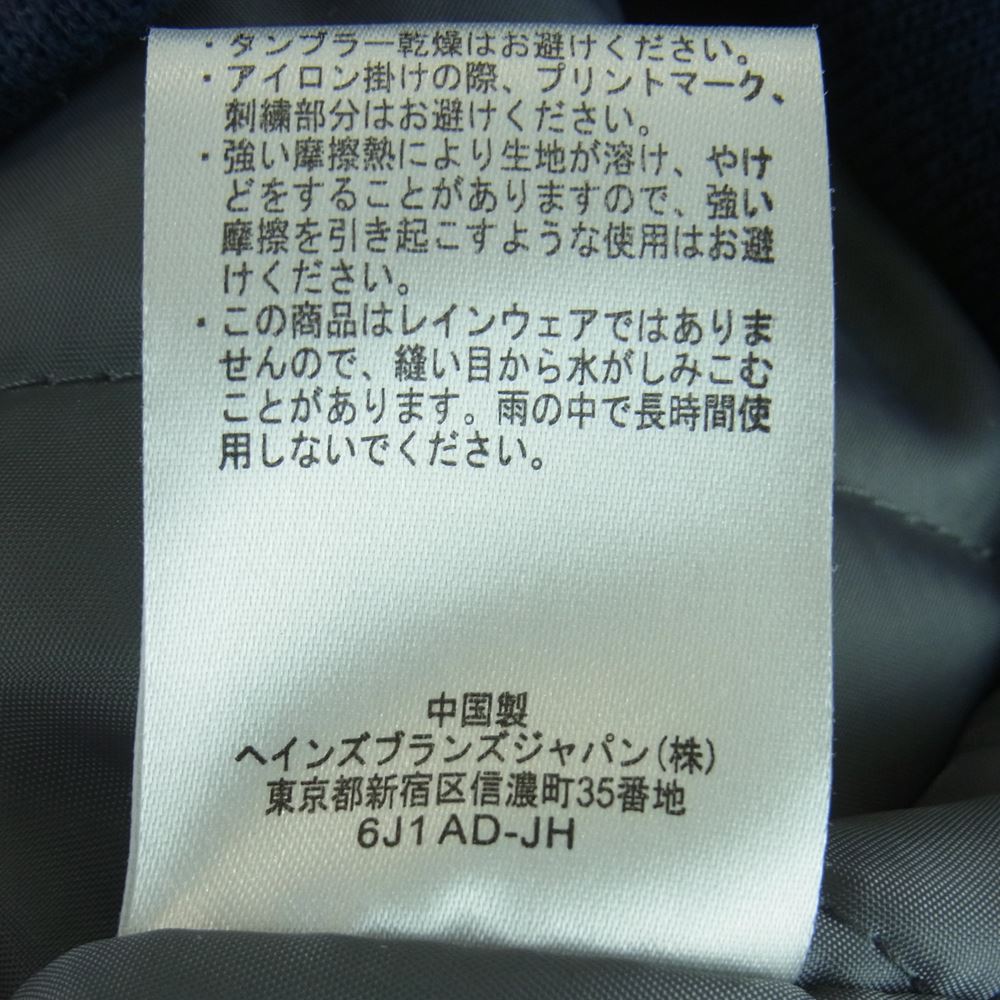 ・タンブラー乾燥はお避けください。
・アイロン掛けの際、プリントマーク、
刺繍部分はお避けください。
・強い摩擦熱により生地が溶け、やけ
どをすることがありますので、強い
摩擦を引き起こすような使用はお避
けください。
・この商品はレインウェアではありま
せんので、縫い目から水がしみこむ
ことがあります。雨の中で長時間使
用しないでください。
中国製
ヘインズブランズジャパン(株)
東京都新宿区信濃町35番地
6J1AD-JH